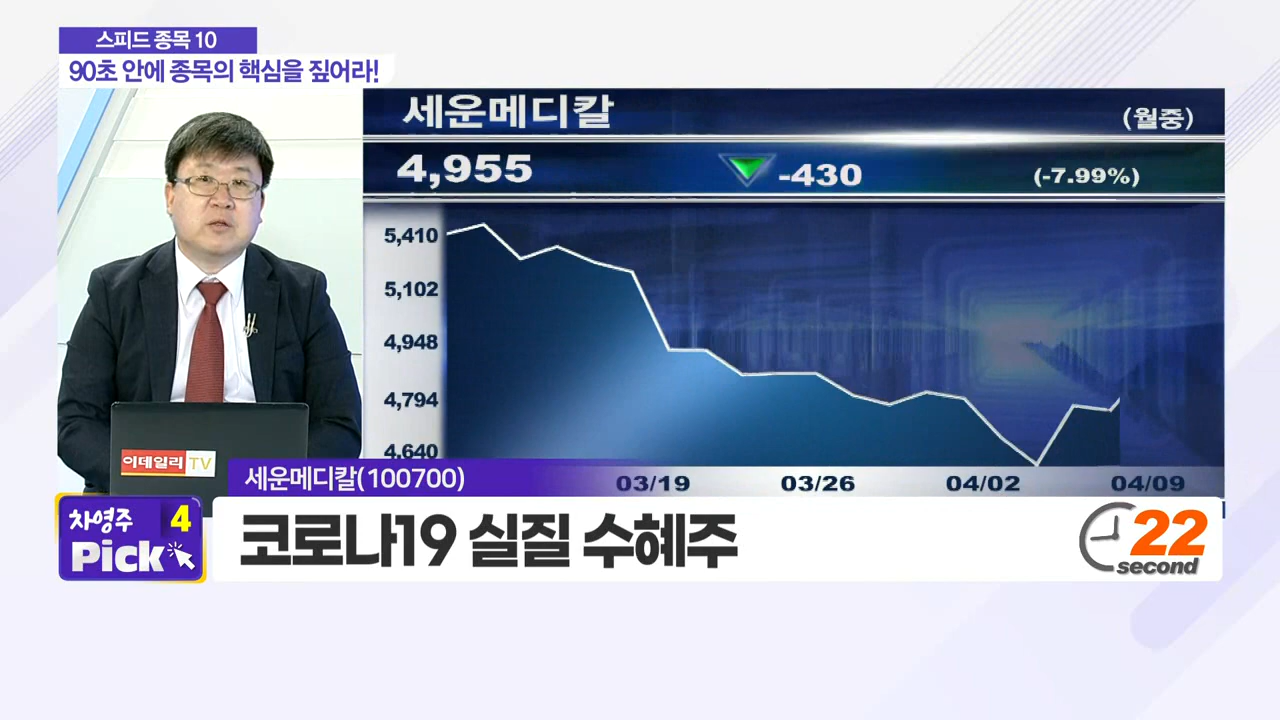 스피드 종목 10
90초 안에 종목의 핵심을 짚어라!
세운메디칼
(월중)
4,955
-430
(-7.99%)
5,410
5,102
4,948
4,794
4,640
03/19
03/26
04/02
04/09
이데일리 TV
세운메디칼(100700)
차영주
4
Pick
코로나19 실질 수혜주
22
second